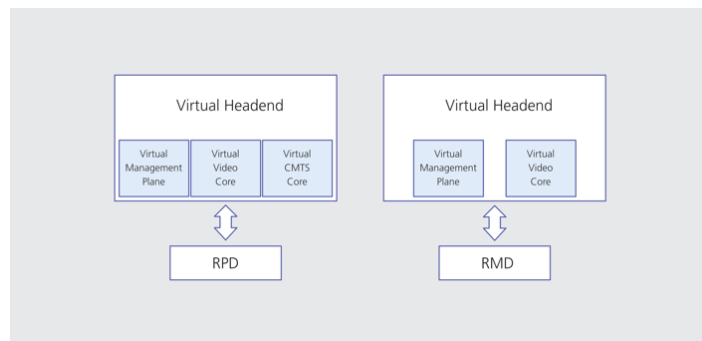 Virtual Headend
Virtual
Management
Plane
Virtual
Video
Core
Virtual
CMTS
Core
RPD
Virtual Headend
Virtual
Management
Plane
Virtual
Video
Core
RMD